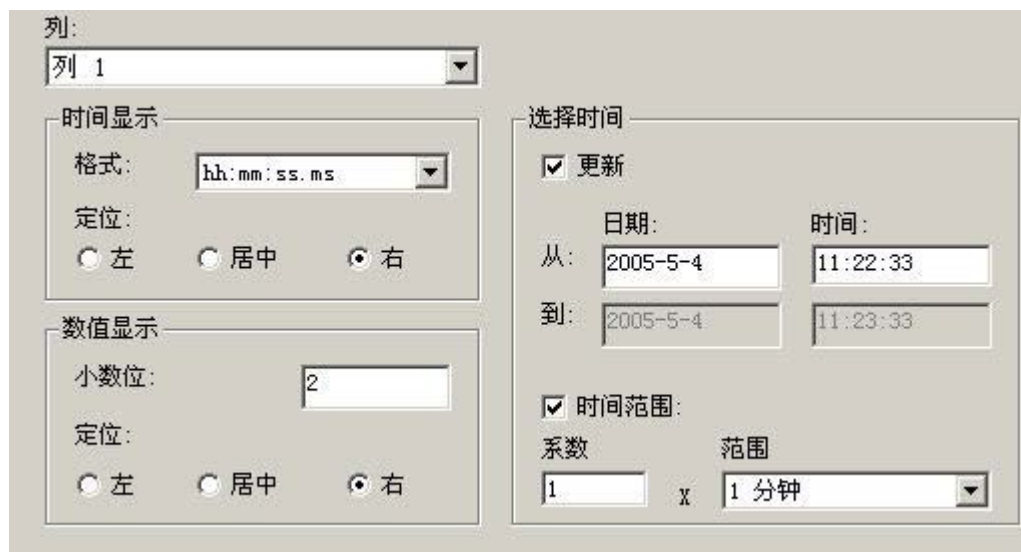 列:
列 1
时间显示
格式:
hh:mm:ss.ms
定位:
左 居中 右
数值显示
小数位:
2
定位:
左 居中 右
选择时间
更新
日期: 时间:
从: 2005-5-4 11:22:33
到: 2005-5-4 11:23:33
时间范围:
系数 范围
1 x 1 分钟